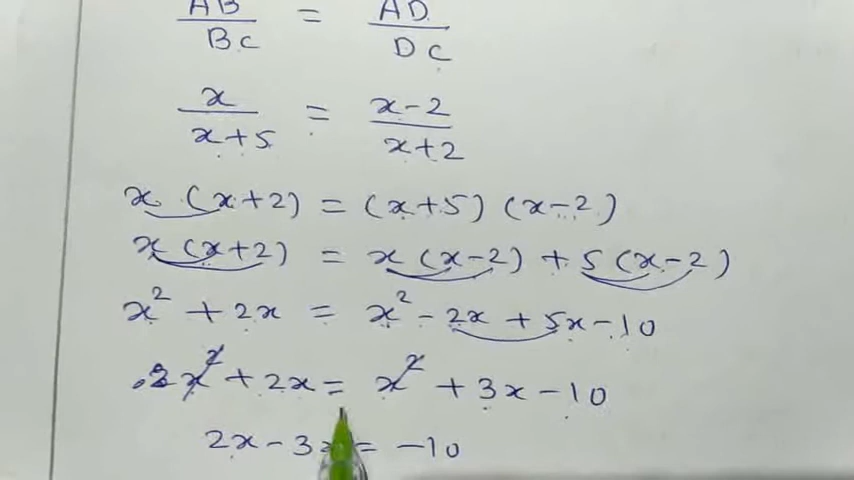 AB/BC = AD/DC
x/x+5 = x-2/x+2
x (x+2) = (x+5) (x-2)
x(x+2) = x(x-2) + 5(x-2)
x² + 2x = x² - 2x + 5x - 10
x² + 2x = x² + 3x - 10
2x - 3x = -10